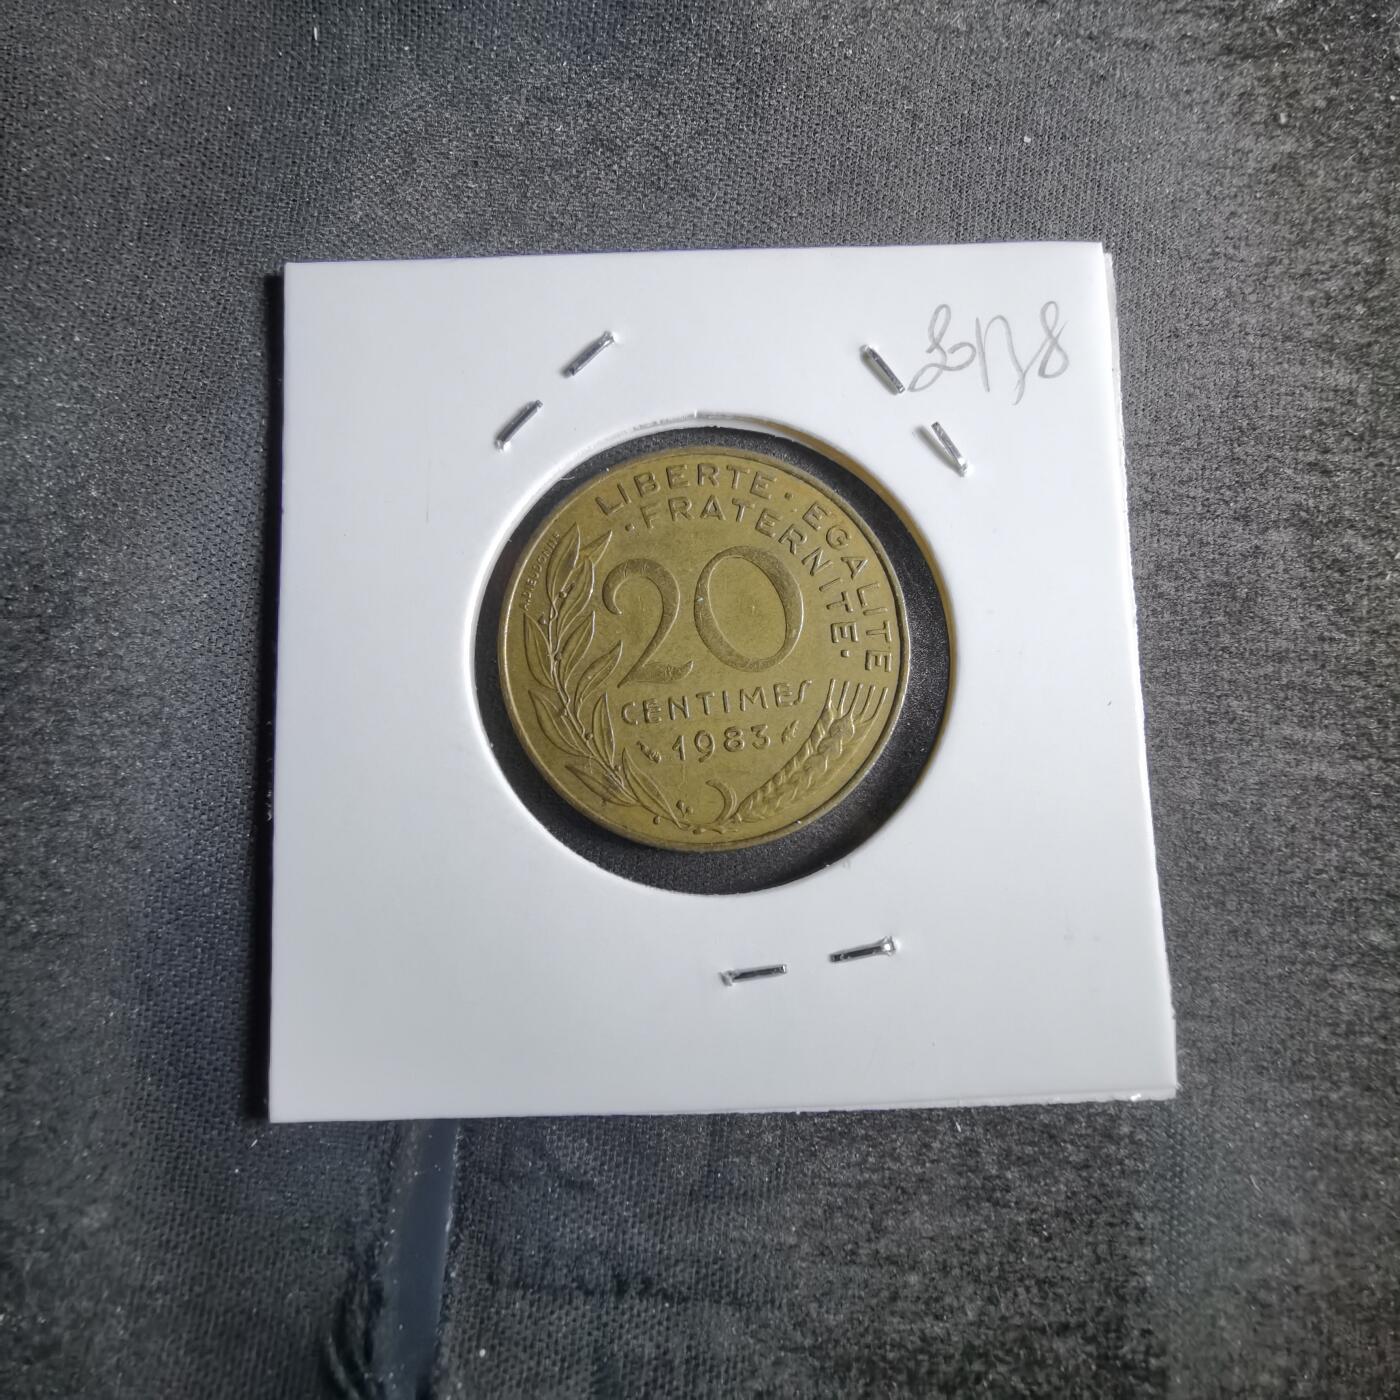 LIBERTE · EGALITE
· FRATERNITE ·
20
CENTIMES
1983